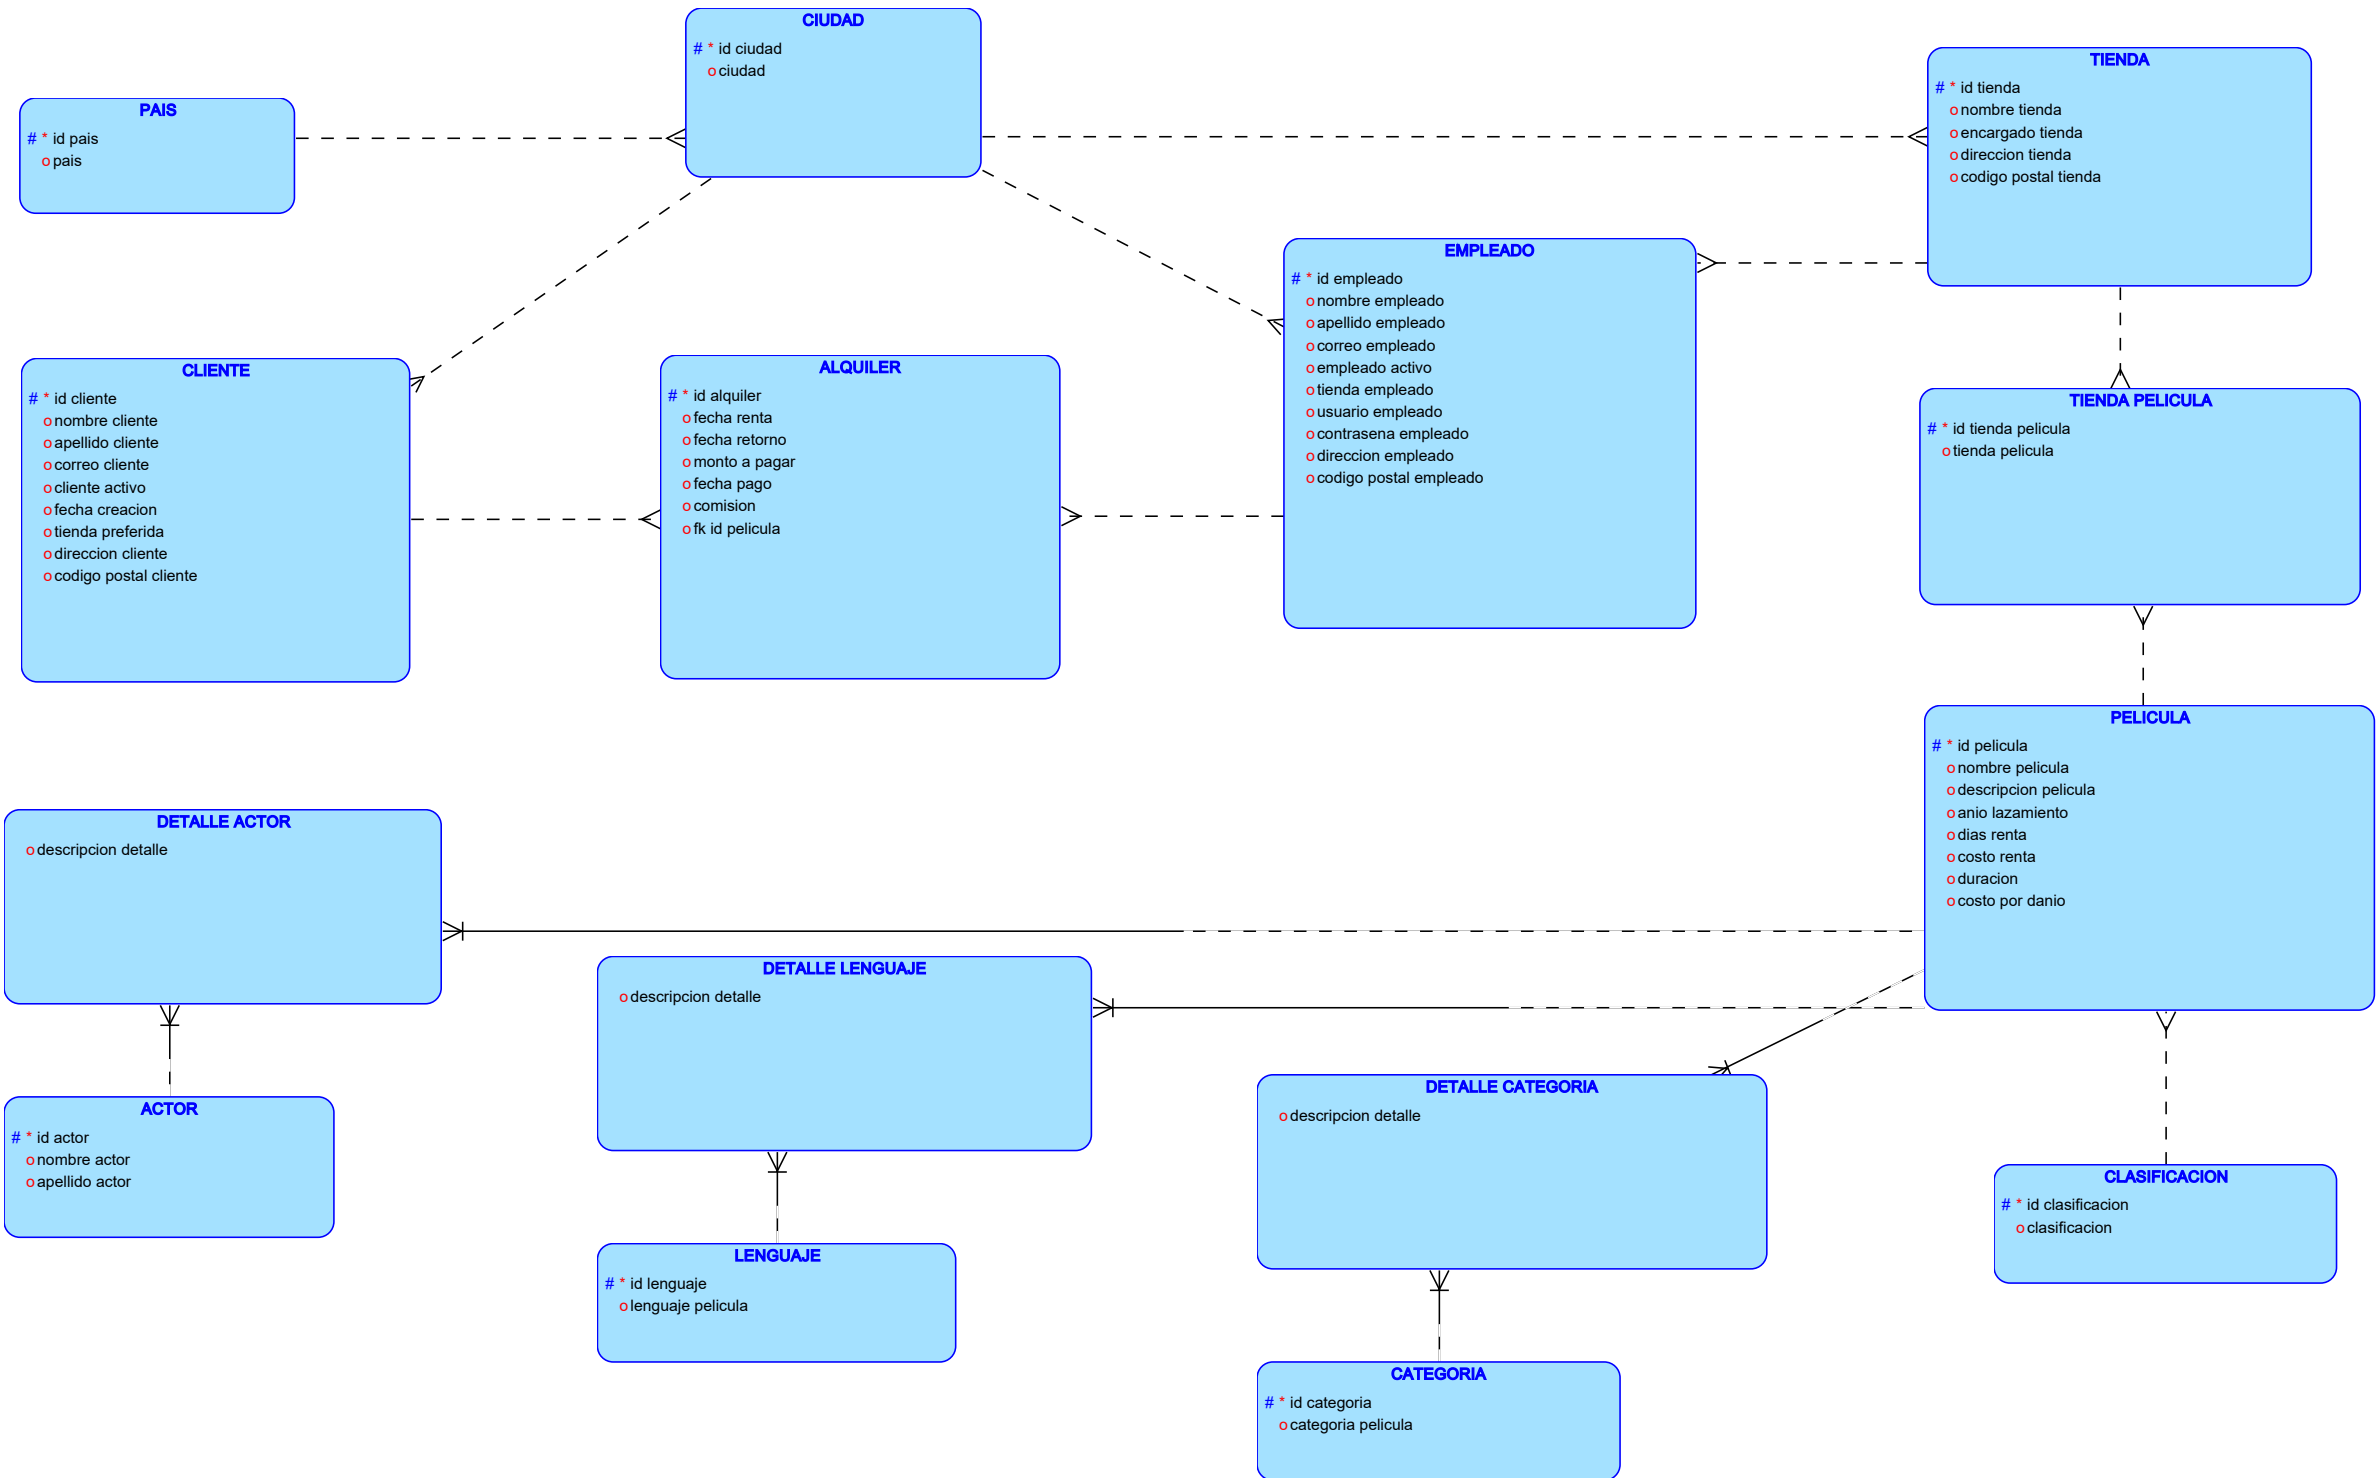 CIUDAD
# * id ciudad
o ciudad
TIENDA
# * id tienda
o nombre tienda
o encargado tienda
o direccion tienda
o codigo postal tienda
PAIS
# * id pais
o pais
EMPLEADO
# * id empleado
o nombre empleado
o apellido empleado
o correo empleado
o empleado activo
o tienda empleado
o usuario empleado
o contrasena empleado
o direccion empleado
o codigo postal empleado
CLIENTE
# * id cliente
o nombre cliente
o apellido cliente
o correo cliente
o cliente activo
o fecha creacion
o tienda preferida
o direccion cliente
o codigo postal cliente
ALQUILER
# * id alquiler
o fecha renta
o fecha retorno
o monto a pagar
o fecha pago
o comision
o fk id pelicula
TIENDA PELICULA
# * id tienda pelicula
o tienda pelicula
PELICULA
# * id pelicula
o nombre pelicula
o descripcion pelicula
o anio lazamiento
o dias renta
o costo renta
o duracion
o costo por danio
DETALLE ACTOR
o descripcion detalle
DETALLE LENGUAJE
o descripcion detalle
DETALLE CATEGORIA
o descripcion detalle
ACTOR
# * id actor
o nombre actor
o apellido actor
CLASIFICACION
# * id clasificacion
o clasificacion
LENGUAJE
# * id lenguaje
o lenguaje pelicula
CATEGORIA
# * id categoria
o categoria pelicula